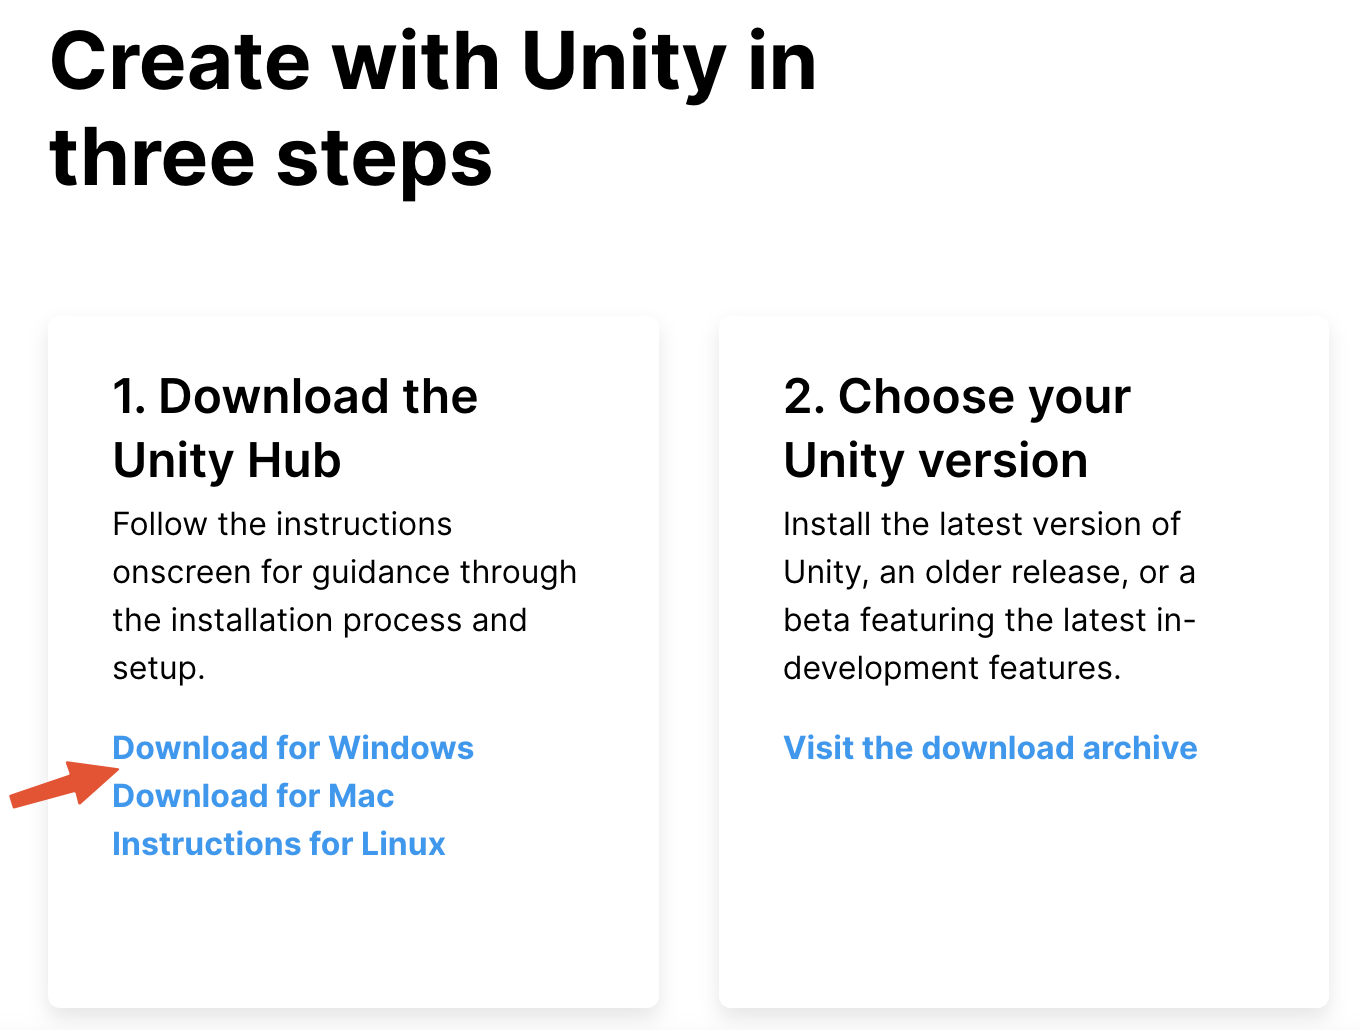 Create with Unity in
three steps
1. Download the
Unity Hub
Follow the instructions
onscreen for guidance through
the installation process and
setup.
Download for Windows
Download for Mac
Instructions for Linux
2. Choose your
Unity version
Install the latest version of
Unity, an older release, or a
beta featuring the latest in-
development features.
Visit the download archive